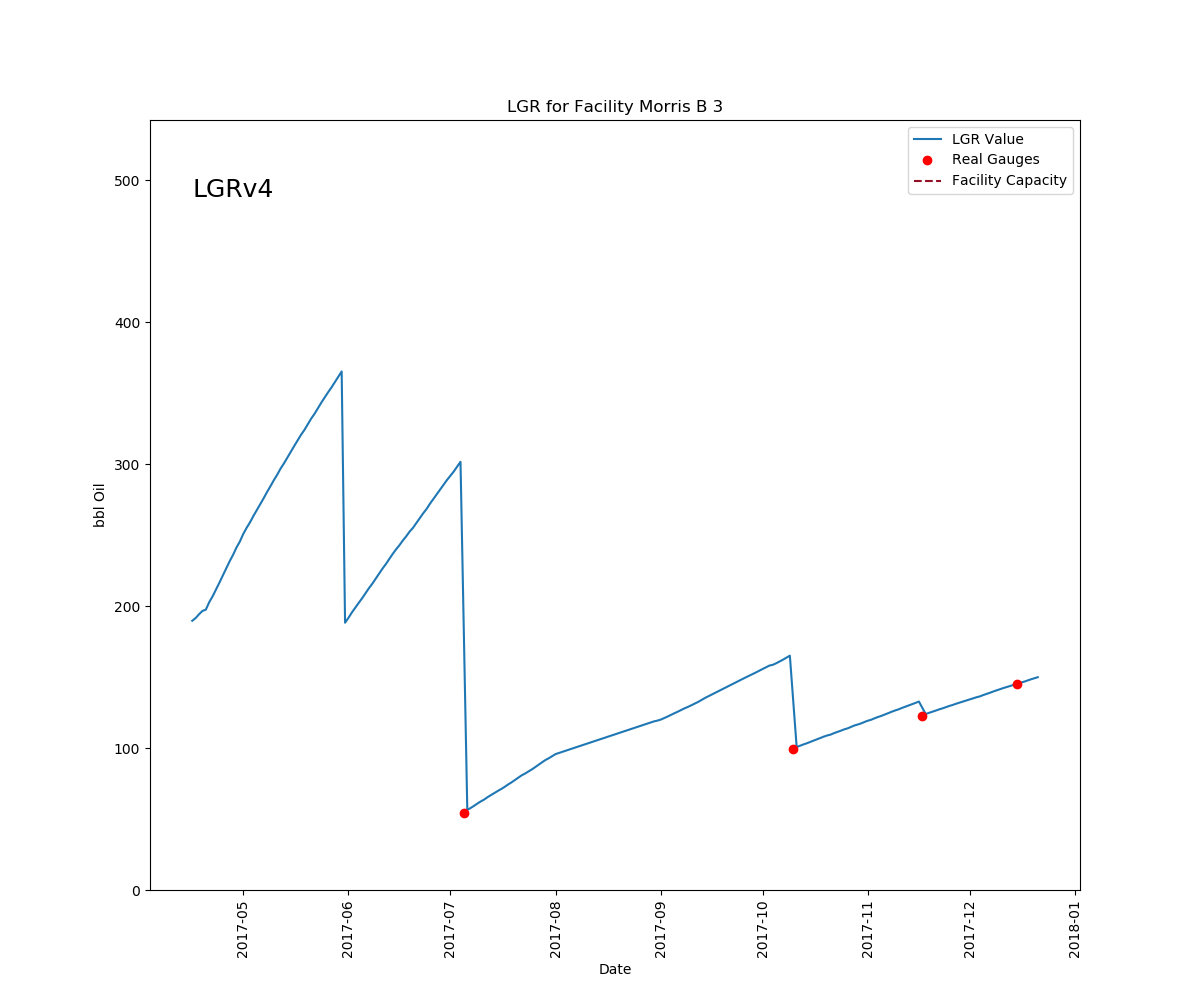 LGR for Facility Morris B 3
LGRv4
LGR Value
Real Gauges
Facility Capacity
bbl Oil
500
400
300
200
100
0
2017-05
2017-06
2017-07
2017-08
2017-09
2017-10
2017-11
2017-12
2018-01
Date